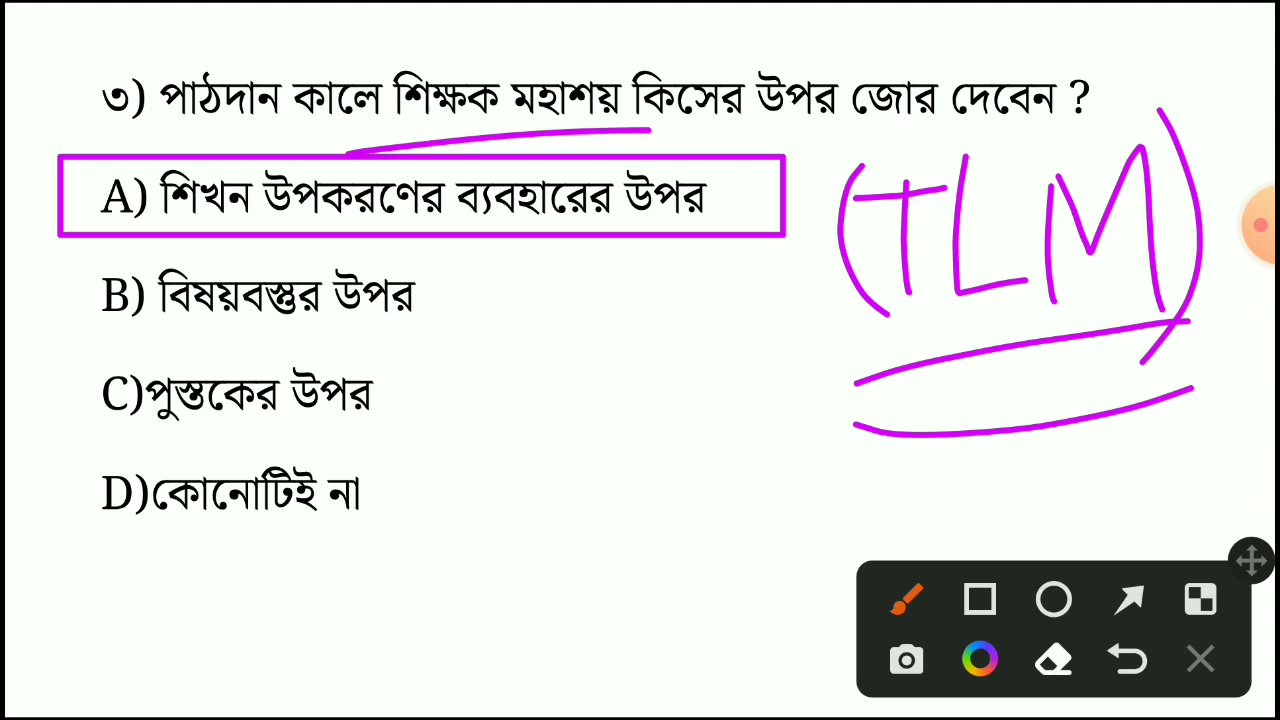 ৩) পাঠদান কালে শিক্ষক মহাশয় কিসের উপর জোর দেবেন ?
A) শিখন উপকরণের ব্যবহারের উপর
(TLM)
B) বিষয়বস্তুর উপর
C)পুস্তকের উপর
D)কোনোটিই না